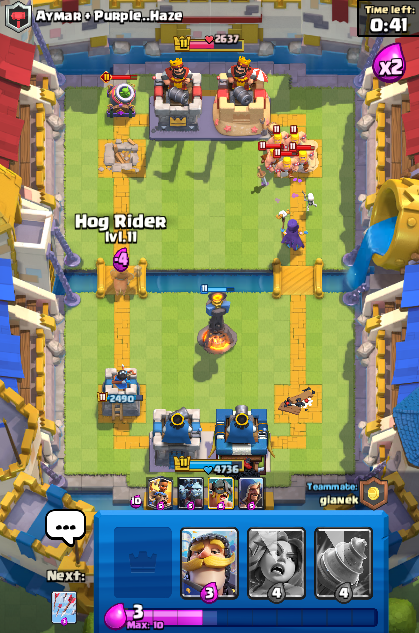 Aymar + Purple..Haze
Time left:
0:41
2637
x2
Hog Rider
lvl.11
-4
2490
4736
Teammate:
glanek
10
Next:
3
4
4
3
Max: 10